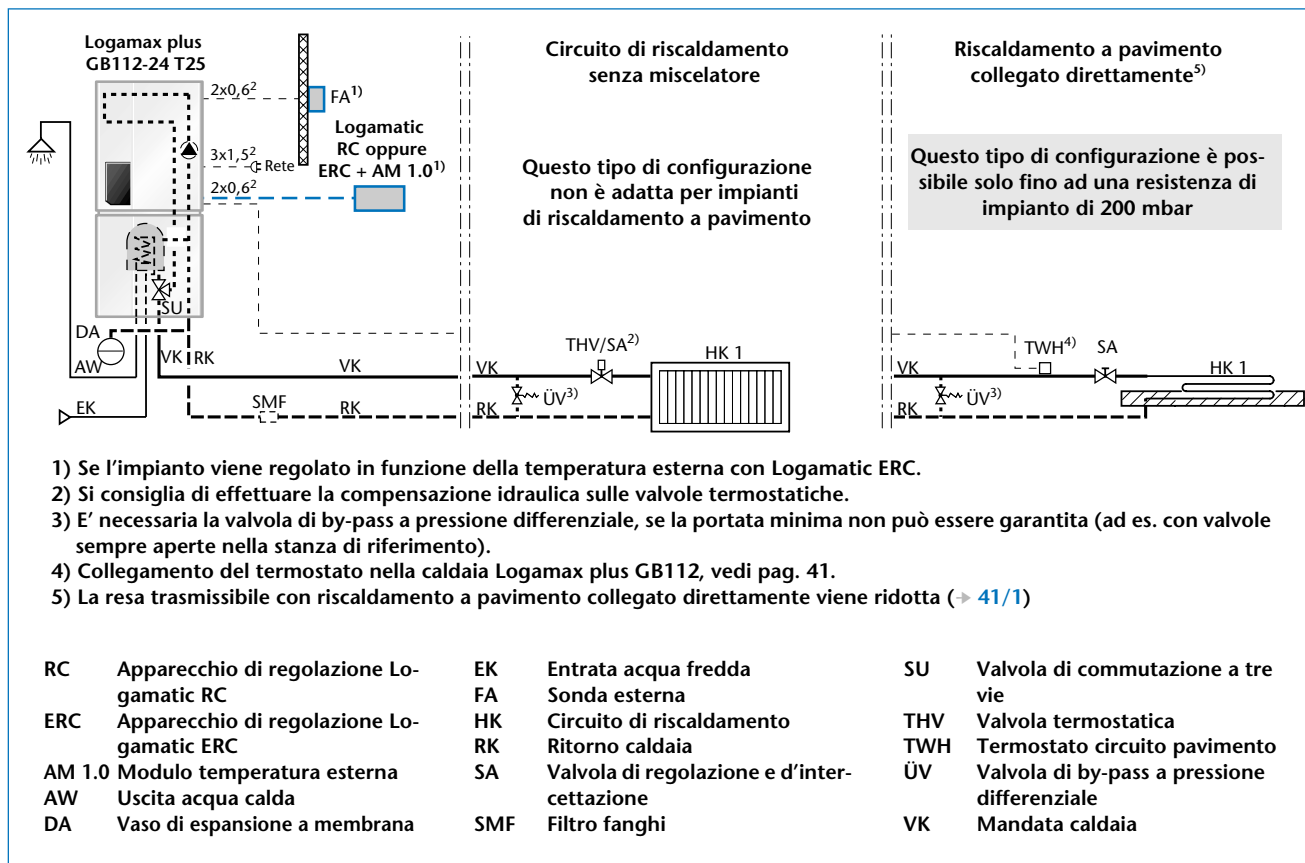 Logamax plus
GB112-24 T25
2x0,6²
FA¹⁾
Logamatic
RC oppure
ERC + AM 1.0¹⁾
3x1,5²
Rete
2x0,6²
SU
DA
AW
VK
RK
EK
VK
SMF
RK
Circuito di riscaldamento
senza miscelatore
Questo tipo di configurazione
non è adatta per impianti
di riscaldamento a pavimento
THV/SA²⁾
HK 1
VK
ÜV³⁾
RK
Riscaldamento a pavimento
collegato direttamente⁵⁾
Questo tipo di configurazione è pos-
sibile solo fino ad una resistenza di
impianto di 200 mbar
TWH⁴⁾
SA
HK 1
VK
ÜV³⁾
RK
1) Se l’impianto viene regolato in funzione della temperatura esterna con Logamatic ERC.
2) Si consiglia di effettuare la compensazione idraulica sulle valvole termostatiche.
3) E’ necessaria la valvola di by-pass a pressione differenziale, se la portata minima non può essere garantita (ad es. con valvole
sempre aperte nella stanza di riferimento).
4) Collegamento del termostato nella caldaia Logamax plus GB112, vedi pag. 41.
5) La resa trasmissibile con riscaldamento a pavimento collegato direttamente viene ridotta (➔ 41/1)
RC Apparecchio di regolazione Lo-
gamatic RC
ERC Apparecchio di regolazione Lo-
gamatic ERC
AM 1.0 Modulo temperatura esterna
AW Uscita acqua calda
DA Vaso di espansione a membrana
EK Entrata acqua fredda
FA Sonda esterna
HK Circuito di riscaldamento
RK Ritorno caldaia
SA Valvola di regolazione e d’inter-
cettazione
SMF Filtro fanghi
SU Valvola di commutazione a tre
vie
THV Valvola termostatica
TWH Termostato circuito pavimento
ÜV Valvola di by-pass a pressione
differenziale
VK Mandata caldaia